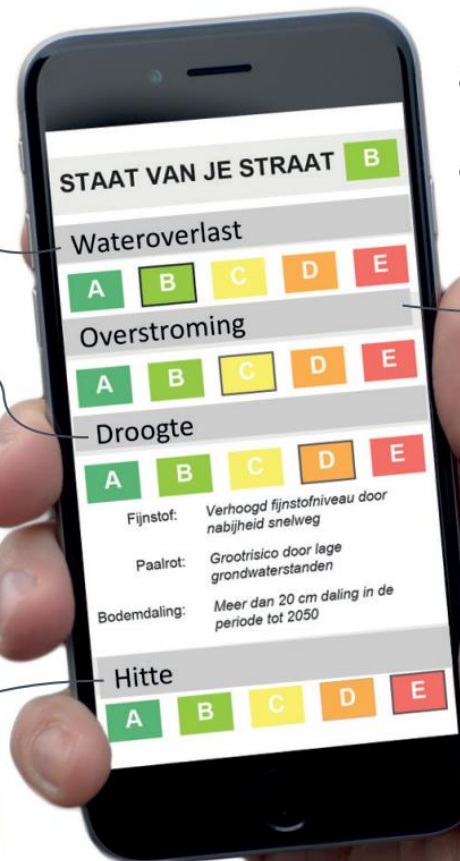 STAAT VAN JE STRAAT B
Wateroverlast
A B C D E
Overstroming
A B C D E
Droogte
A B C D E
Fijnstof: Verhoogd fijnstofniveau door
nabijheid snelweg
Paalrot: Grootrisico door lage
grondwaterstanden
Bodemdaling: Meer dan 20 cm daling in de
periode tot 2050
Hitte
A B C D E